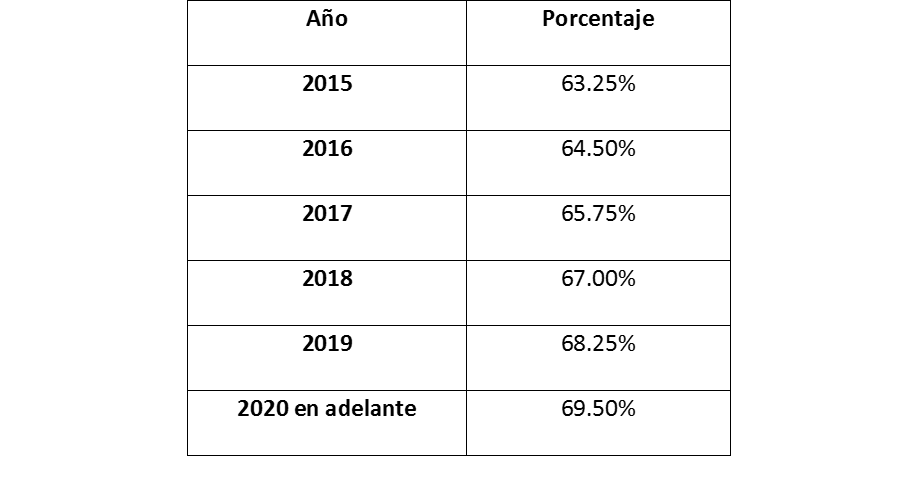 Año Porcentaje
2015 63.25%
2016 64.50%
2017 65.75%
2018 67.00%
2019 68.25%
2020 en adelante 69.50%